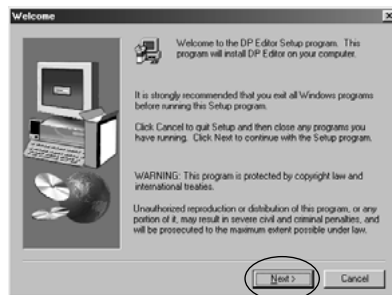 Welcome
Welcome to the DP Editor Setup program. This
program will install DP Editor on your computer.
It is strongly recommended that you exit all Windows programs
before running this Setup program.
Click Cancel to quit Setup and then close any programs you
have running. Click Next to continue with the Setup program.
WARNING: This program is protected by copyright law and
international treaties.
Unauthorized reproduction or distribution of this program, or any
portion of it, may result in severe civil and criminal penalties, and
will be prosecuted to the maximum extent possible under law.
Next > Cancel